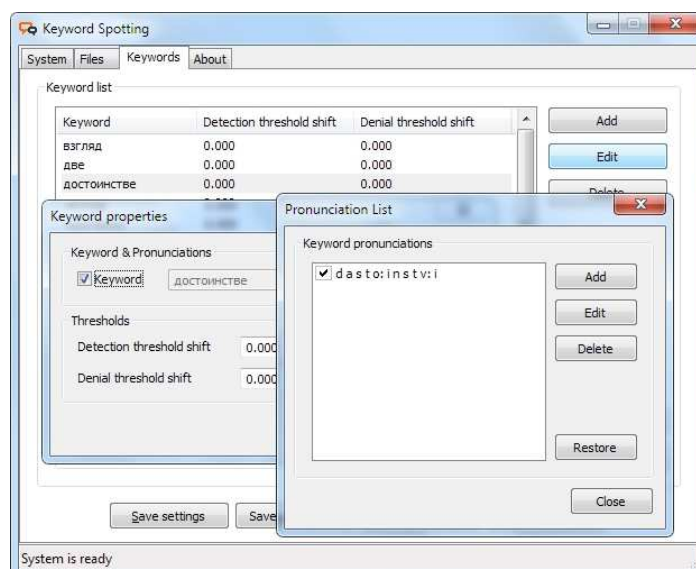 Keyword Spotting
System Files Keywords About
Keyword list
Keyword Detection threshold shift Denial threshold shift
взгляд 0.000 0.000
две 0.000 0.000
достоинстве 0.000 0.000
Add
Edit
Delete
Keyword properties
Keyword & Pronunciations
Keyword достоинстве
Thresholds
Detection threshold shift 0.000
Denial threshold shift 0.000
Pronunciation List
Keyword pronunciations
d a s t o: i n s t v: i
Add
Edit
Delete
Restore
Close
Save settings Save
System is ready